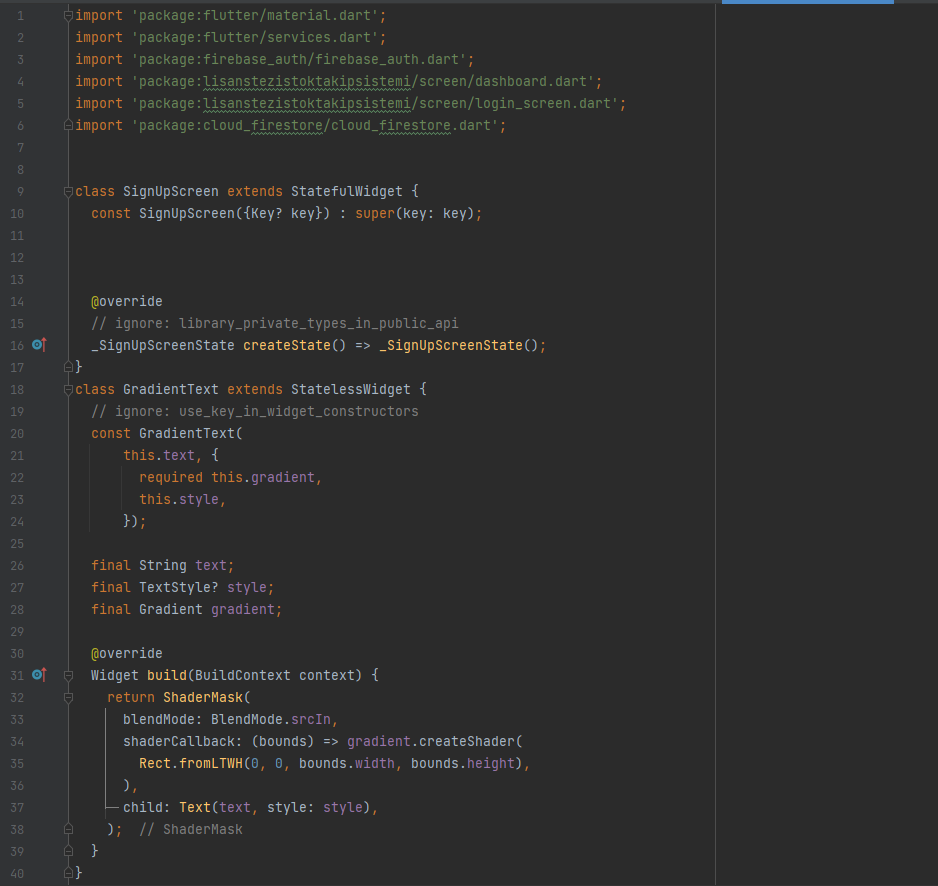 1 import 'package:flutter/material.dart';
2 import 'package:flutter/services.dart';
3 import 'package:firebase_auth/firebase_auth.dart';
4 import 'package:lisanstezistoktakipsistemi/screen/dashboard.dart';
5 import 'package:lisanstezistoktakipsistemi/screen/login_screen.dart';
6 import 'package:cloud_firestore/cloud_firestore.dart';
7
8
9 class SignUpScreen extends StatefulWidget {
10   const SignUpScreen({Key? key}) : super(key: key);
11
12
13
14   @override
15   // ignore: library_private_types_in_public_api
16   _SignUpScreenState createState() => _SignUpScreenState();
17 }
18 class GradientText extends StatelessWidget {
19   // ignore: use_key_in_widget_constructors
20   const GradientText(
21       this.text, {
22         required this.gradient,
23         this.style,
24       });
25
26   final String text;
27   final TextStyle? style;
28   final Gradient gradient;
29
30   @override
31   Widget build(BuildContext context) {
32     return ShaderMask(
33       blendMode: BlendMode.srcIn,
34       shaderCallback: (bounds) => gradient.createShader(
35         Rect.fromLTWH(0, 0, bounds.width, bounds.height),
36       ),
37       child: Text(text, style: style),
38     );  // ShaderMask
39   }
40 }